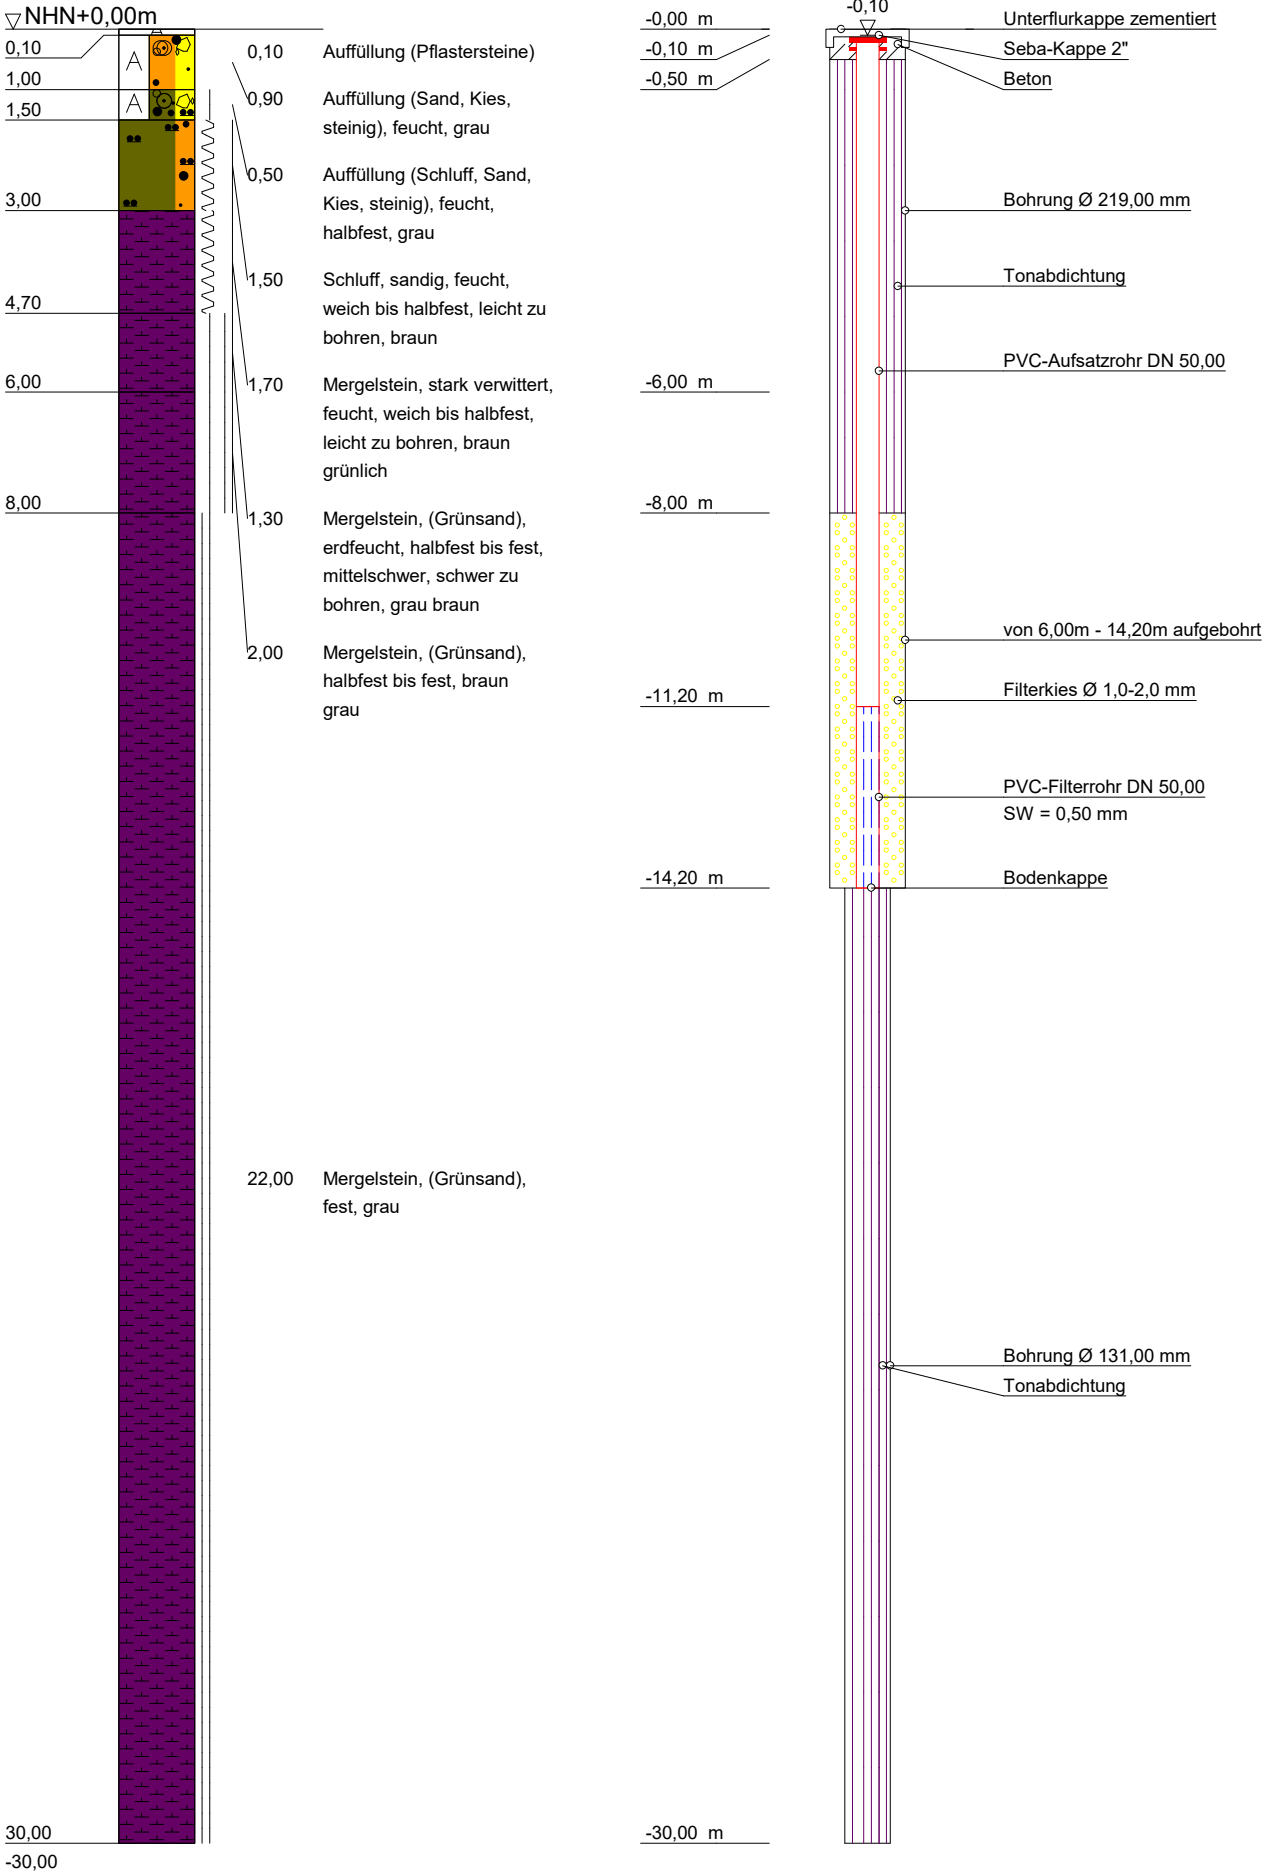 NHN+0,00m
0,10
1,00
1,50
3,00
4,70
6,00
8,00
30,00
-30,00
A
A
A
0,10 Auffüllung (Pflastersteine)
0,90 Auffüllung (Sand, Kies,
steinig), feucht, grau
0,50 Auffüllung (Schluff, Sand,
Kies, steinig), feucht,
halbfest, grau
1,50 Schluff, sandig, feucht,
weich bis halbfest, leicht zu
bohren, braun
1,70 Mergelstein, stark verwittert,
feucht, weich bis halbfest,
leicht zu bohren, braun
grünlich
1,30 Mergelstein, (Grünsand),
erdfeucht, halbfest bis fest,
mittelschwer, schwer zu
bohren, grau braun
2,00 Mergelstein, (Grünsand),
halbfest bis fest, braun
grau
22,00 Mergelstein, (Grünsand),
fest, grau
-0,00 m
-0,10 m
-0,50 m
-6,00 m
-8,00 m
-11,20 m
-14,20 m
-30,00 m
-0,10
Unterflurkappe zementiert
Seba-Kappe 2"
Beton
Bohrung Ø 219,00 mm
Tonabdichtung
PVC-Aufsatzrohr DN 50,00
von 6,00m - 14,20m aufgebohrt
Filterkies Ø 1,0-2,0 mm
PVC-Filterrohr DN 50,00
SW = 0,50 mm
Bodenkappe
Bohrung Ø 131,00 mm
Tonabdichtung